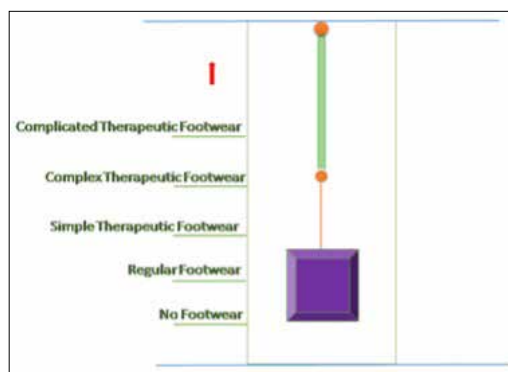 Complicated Therapeutic Footwear
Complex Therapeutic Footwear
Simple Therapeutic Footwear
Regular Footwear
No Footwear